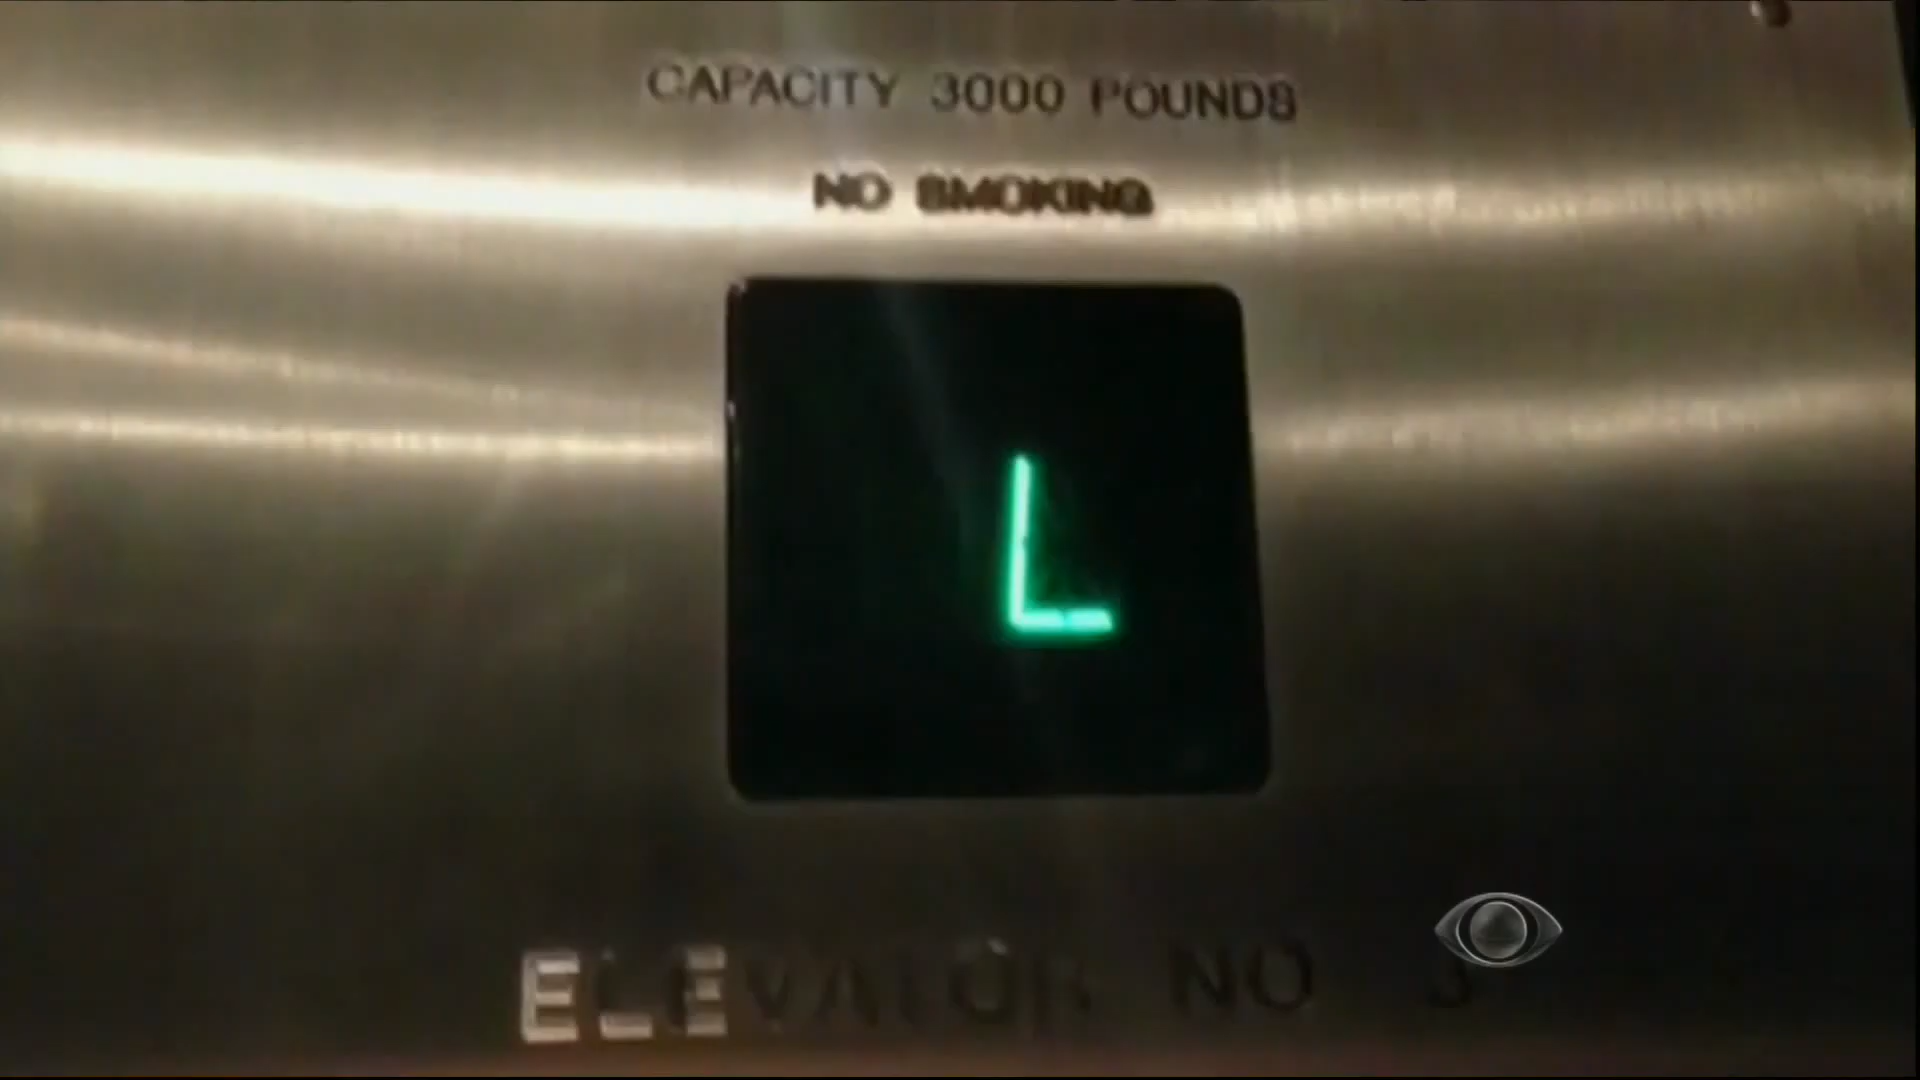 CAPACITY 3000 POUNDS
NO SMOKING
L
ELEVATOR NO